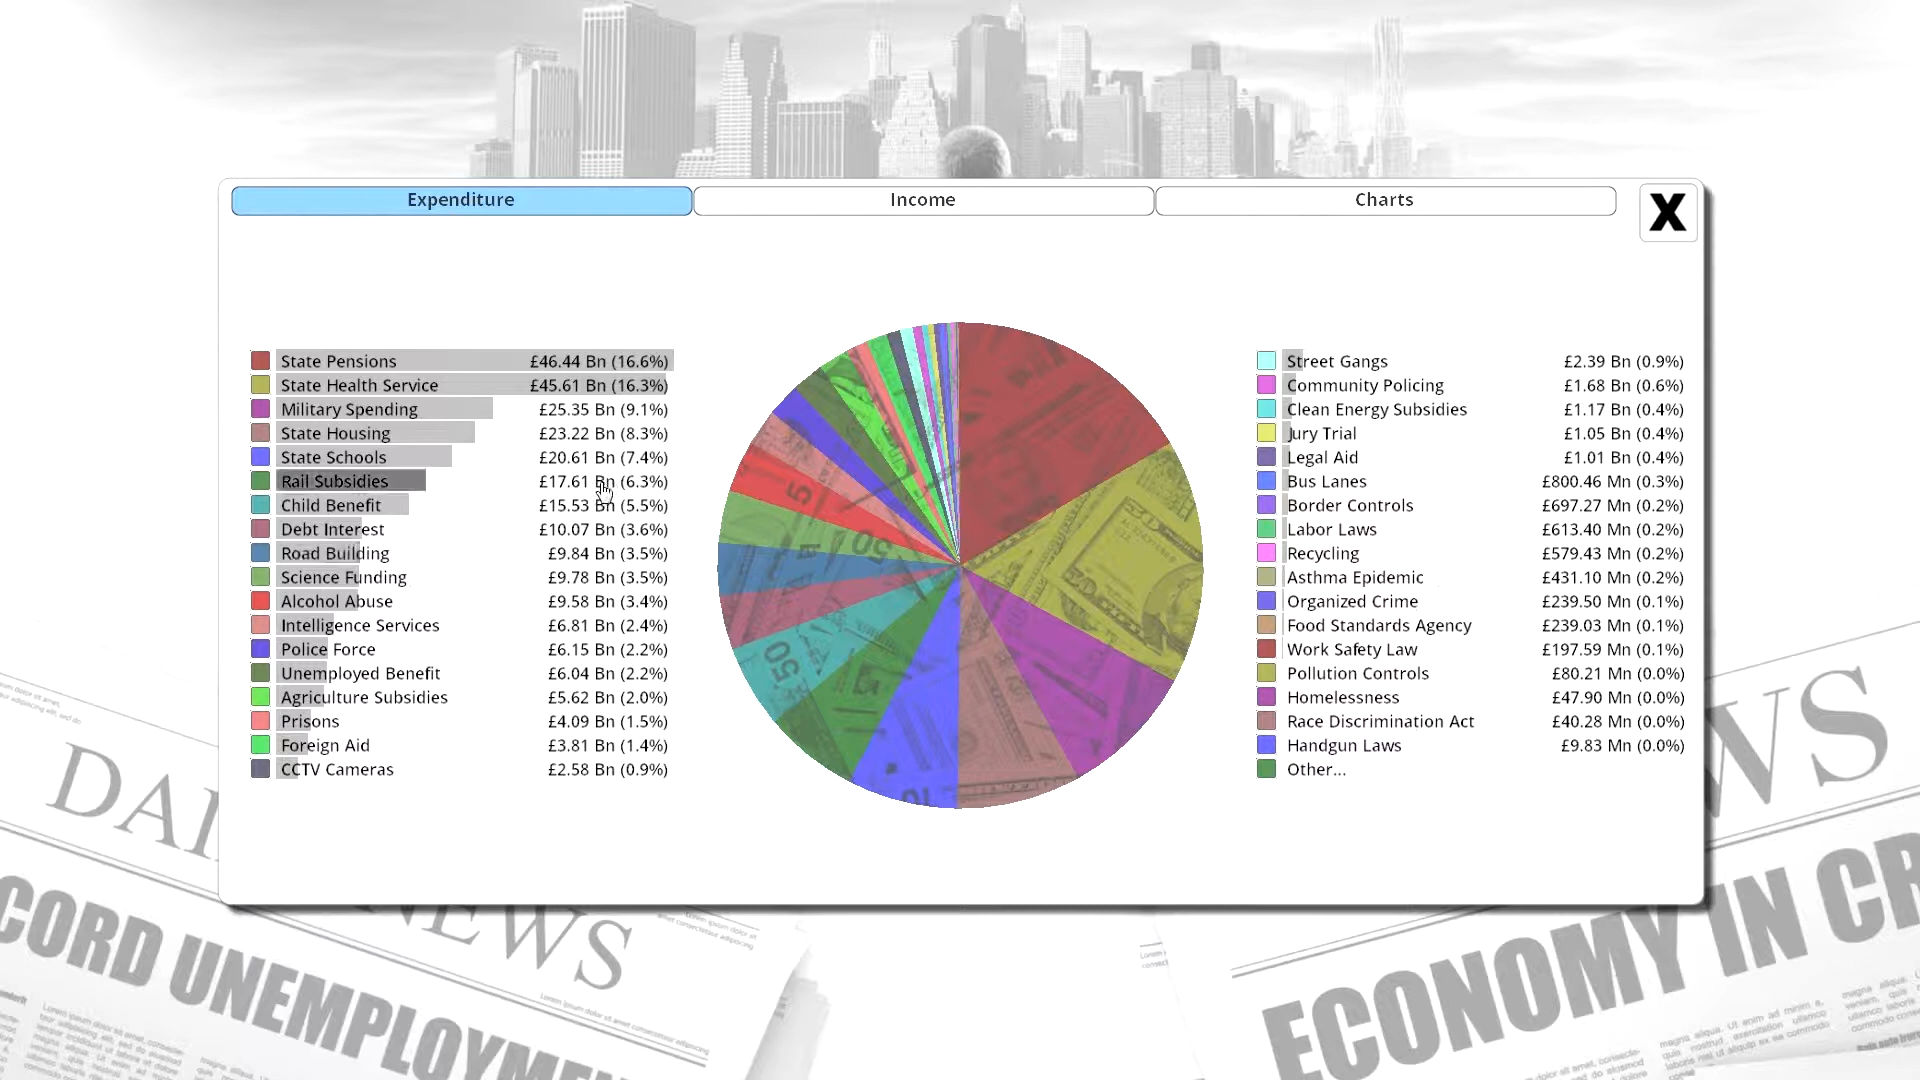 Expenditure
Income
Charts
X
State Pensions £46.44 Bn (16.6%)
State Health Service £45.61 Bn (16.3%)
Military Spending £25.35 Bn (9.1%)
State Housing £23.22 Bn (8.3%)
State Schools £20.61 Bn (7.4%)
Rail Subsidies £17.61 Bn (6.3%)
Child Benefit £15.53 Bn (5.5%)
Debt Interest £10.07 Bn (3.6%)
Road Building £9.84 Bn (3.5%)
Science Funding £9.78 Bn (3.5%)
Alcohol Abuse £9.58 Bn (3.4%)
Intelligence Services £6.81 Bn (2.4%)
Police Force £6.15 Bn (2.2%)
Unemployed Benefit £6.04 Bn (2.2%)
Agriculture Subsidies £5.62 Bn (2.0%)
Prisons £4.09 Bn (1.5%)
Foreign Aid £3.81 Bn (1.4%)
CCTV Cameras £2.58 Bn (0.9%)
Street Gangs £2.39 Bn (0.9%)
Community Policing £1.68 Bn (0.6%)
Clean Energy Subsidies £1.17 Bn (0.4%)
Jury Trial £1.05 Bn (0.4%)
Legal Aid £1.01 Bn (0.4%)
Bus Lanes £800.46 Mn (0.3%)
Border Controls £697.27 Mn (0.2%)
Labor Laws £613.40 Mn (0.2%)
Recycling £579.43 Mn (0.2%)
Asthma Epidemic £431.10 Mn (0.2%)
Organized Crime £239.50 Mn (0.1%)
Food Standards Agency £239.03 Mn (0.1%)
Work Safety Law £197.59 Mn (0.1%)
Pollution Controls £80.21 Mn (0.0%)
Homelessness £47.90 Mn (0.0%)
Race Discrimination Act £40.28 Mn (0.0%)
Handgun Laws £9.83 Mn (0.0%)
Other...
DAI
NEWS
CORD UNEMPLOYME
WS
ECONOMY IN CR